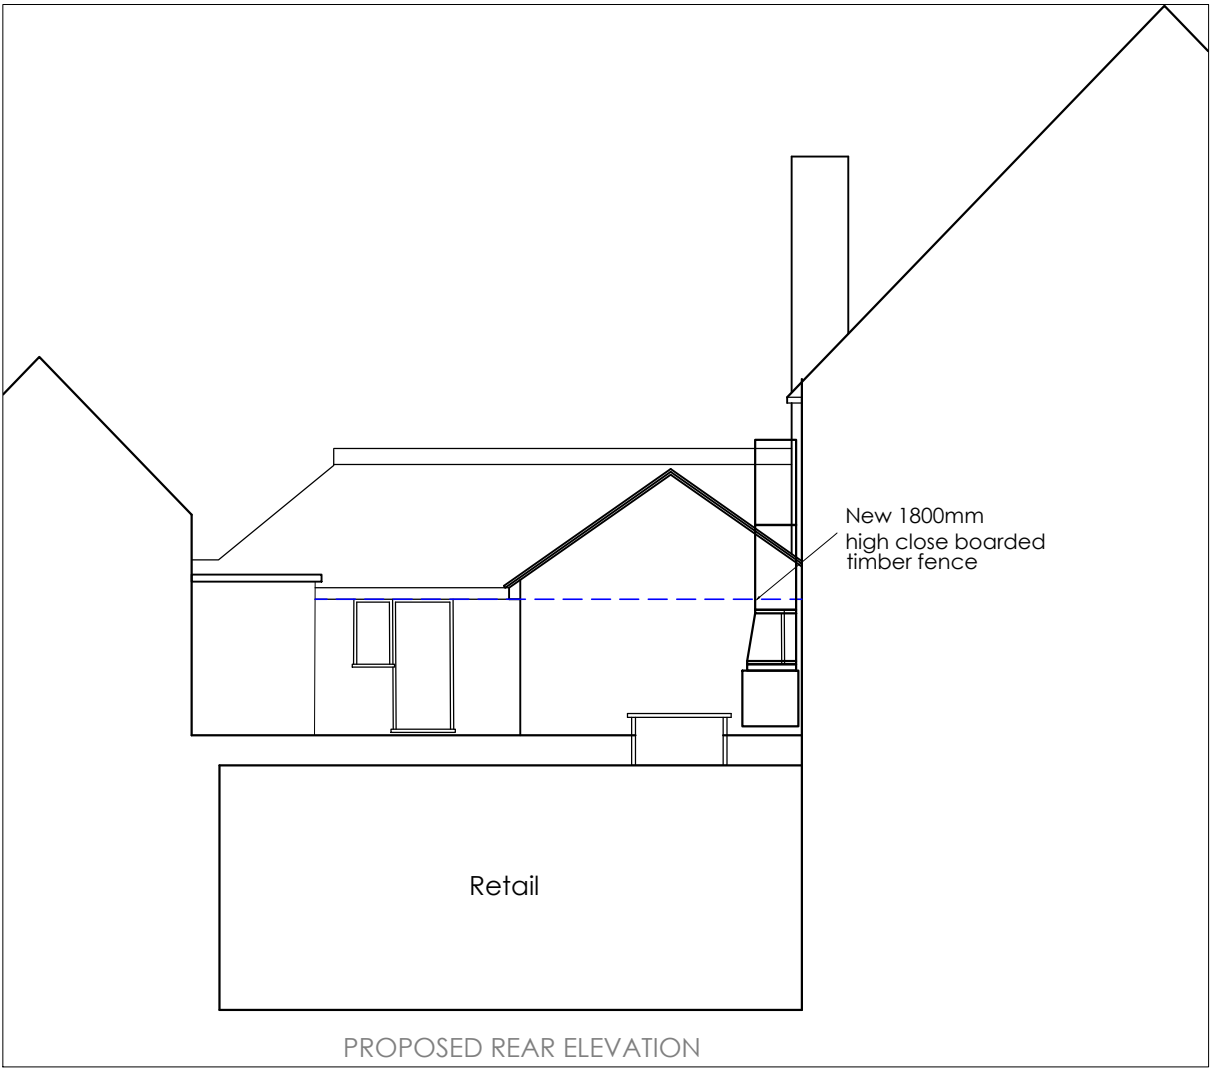 New 1800mm
high close boarded
timber fence
Retail
PROPOSED REAR ELEVATION